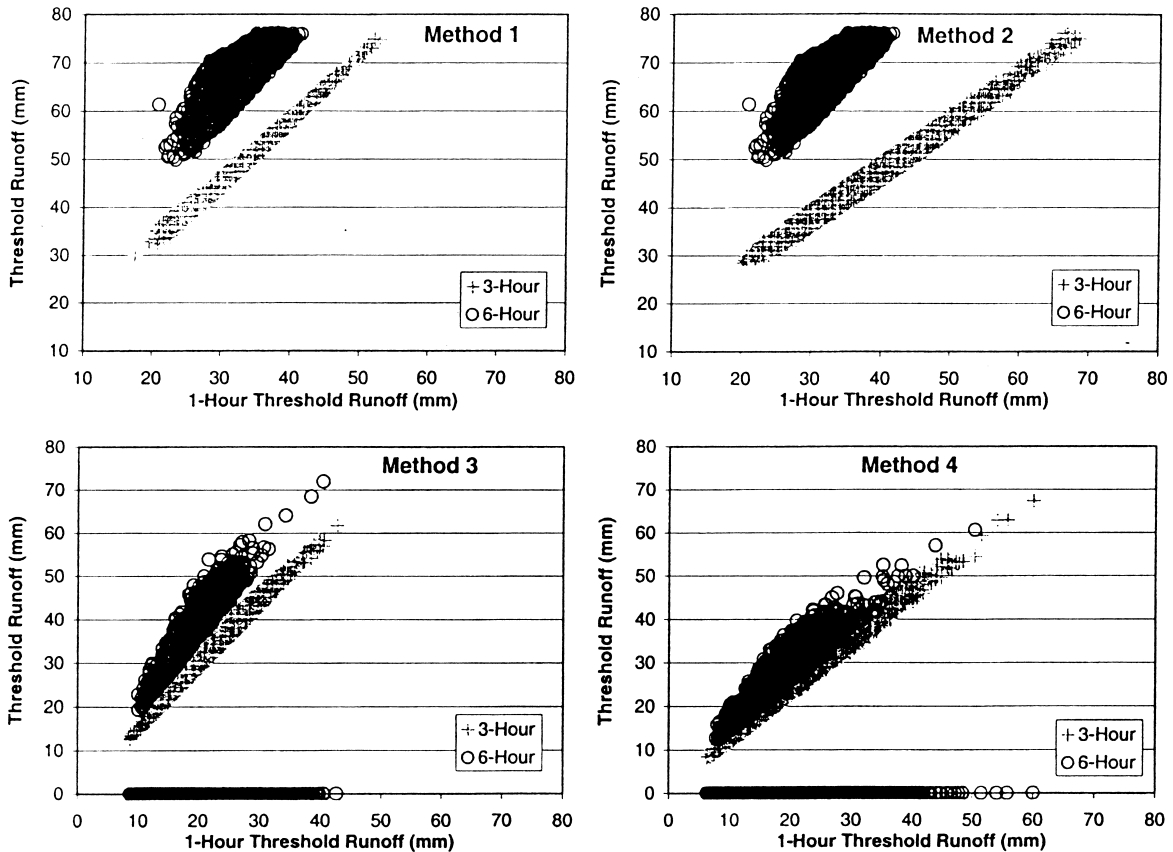 Method 1
Threshold Runoff (mm)
80
70
60
50
40
30
20
10
3-Hour
6-Hour
10 20 30 40 50 60 70 80
1-Hour Threshold Runoff (mm)
Method 2
Threshold Runoff (mm)
80
70
60
50
40
30
20
10
3-Hour
6-Hour
10 20 30 40 50 60 70 80
1-Hour Threshold Runoff (mm)
Method 3
Threshold Runoff (mm)
80
70
60
50
40
30
20
10
0
3-Hour
6-Hour
0 10 20 30 40 50 60 70 80
1-Hour Threshold Runoff (mm)
Method 4
Threshold Runoff (mm)
80
70
60
50
40
30
20
10
0
3-Hour
6-Hour
0 10 20 30 40 50 60 70 80
1-Hour Threshold Runoff (mm)